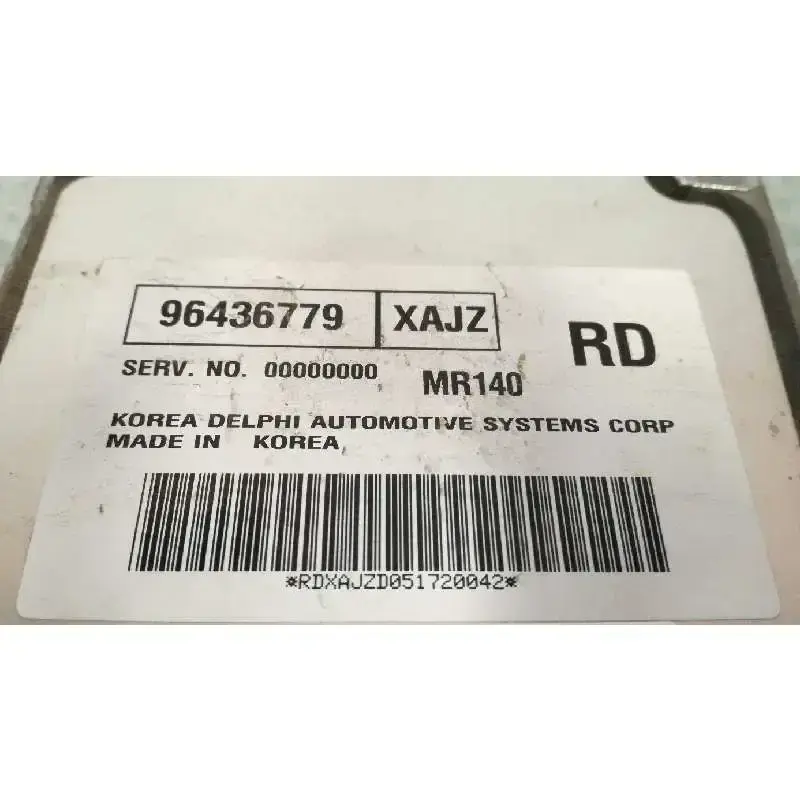 96436779 XAJZ RD
SERV. NO. 00000000 MR140
KOREA DELPHI AUTOMOTIVE SYSTEMS CORP
MADE IN KOREA
*RDXAJZD051720042*